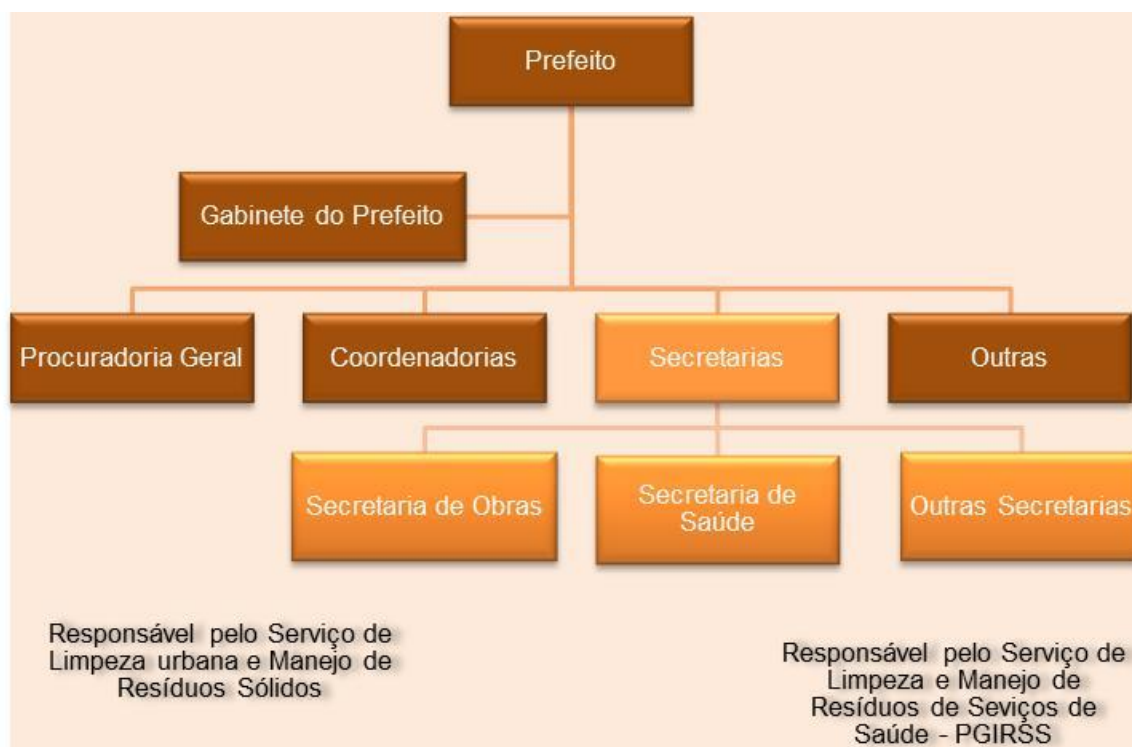 Prefeito
Gabinete do Prefeito
Procuradoria Geral
Coordenadorias
Secretarias
Outras
Secretaria de Obras
Secretaria de
Saúde
Outras Secretarias
Responsável pelo Serviço de
Limpeza urbana e Manejo de
Resíduos Sólidos
Responsável pelo Serviço de
Limpeza e Manejo de
Resíduos de Seviços de
Saúde - PGIRSS